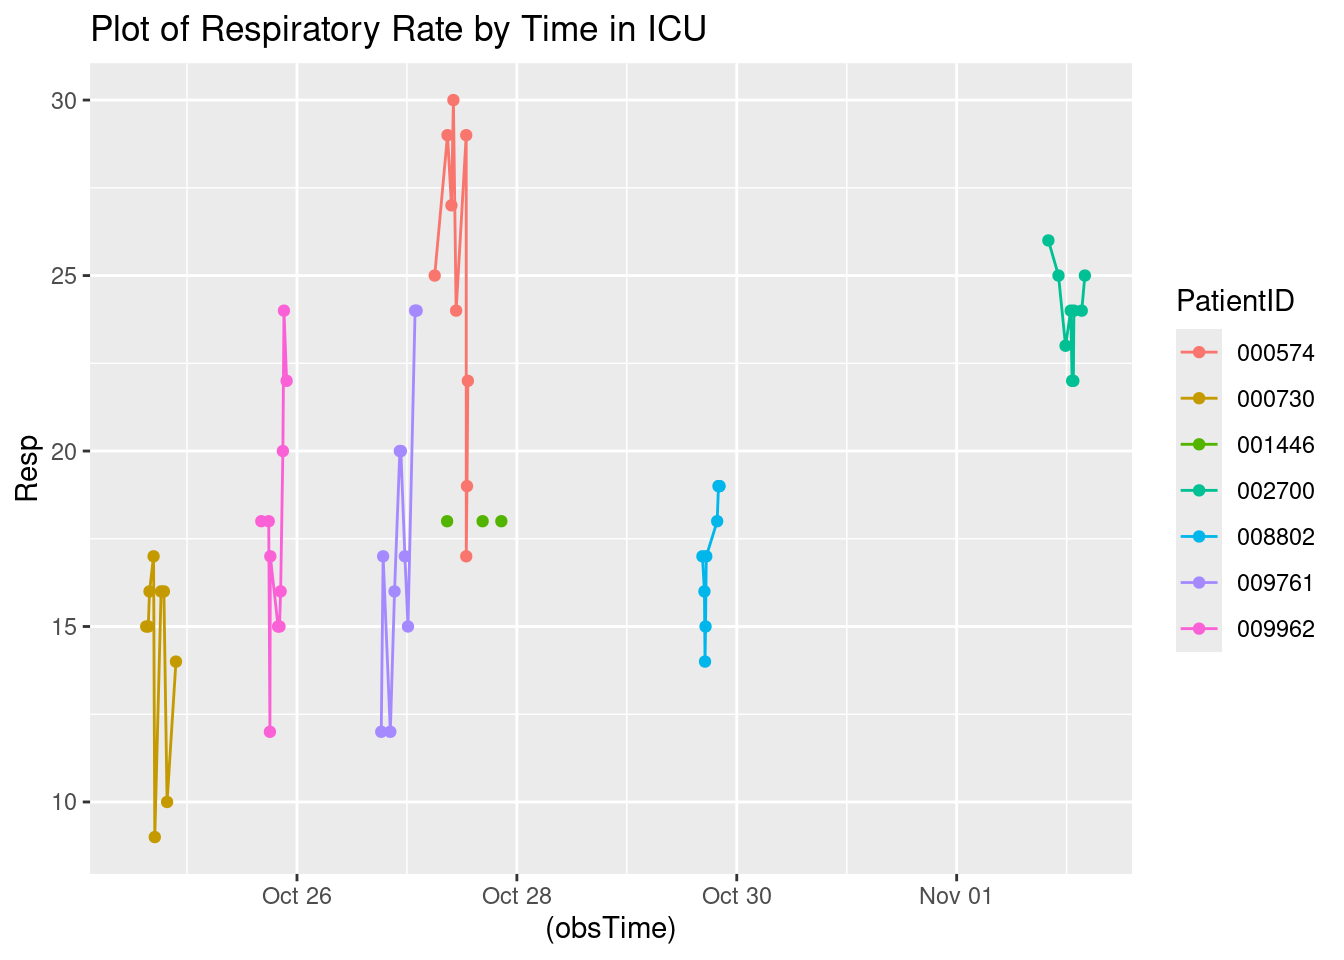 Plot of Respiratory Rate by Time in ICU
30
25
20
15
10
Resp
Oct 26
Oct 28
Oct 30
Nov 01
(obsTime)
PatientID
000574
000730
001446
002700
008802
009761
009962